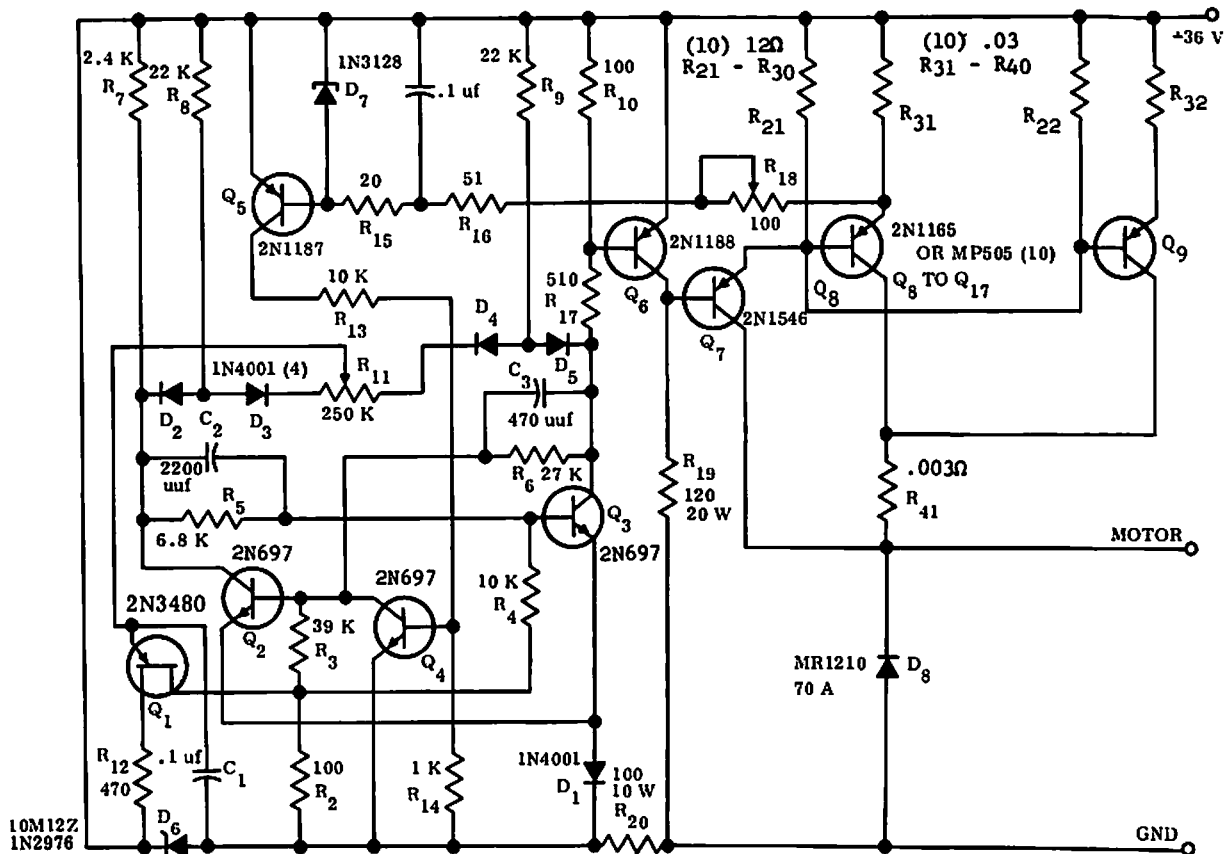 +36 V
(10) 12Ω
R21 - R30
(10) .03
R31 - R40
2.4 K
R7
22 K
R8
1N3128
D7
.1 uf
22 K
R9
100
R10
R21
R31
R22
R32
Q5
2N1187
20
R15
51
R16
R18
100
2N1188
Q6
2N1165
OR MP505 (10)
Q8 TO Q17
Q8
Q9
10 K
R13
510
R17
2N1546
Q7
D4
D5
1N4001 (4)
R11
250 K
D2
D3
C2
2200
uuf
C3
470 uuf
R6 27 K
R5
6.8 K
R19
120
20 W
.003Ω
R41
Q3
2N697
MOTOR
2N697
Q2
2N697
Q4
10 K
R4
2N3480
Q1
39 K
R3
MR1210
70 A
D8
R12
470
.1 uf
C1
100
R2
1 K
R14
1N4001
D1
100
10 W
R20
10M12Z
1N2976
D6
GND